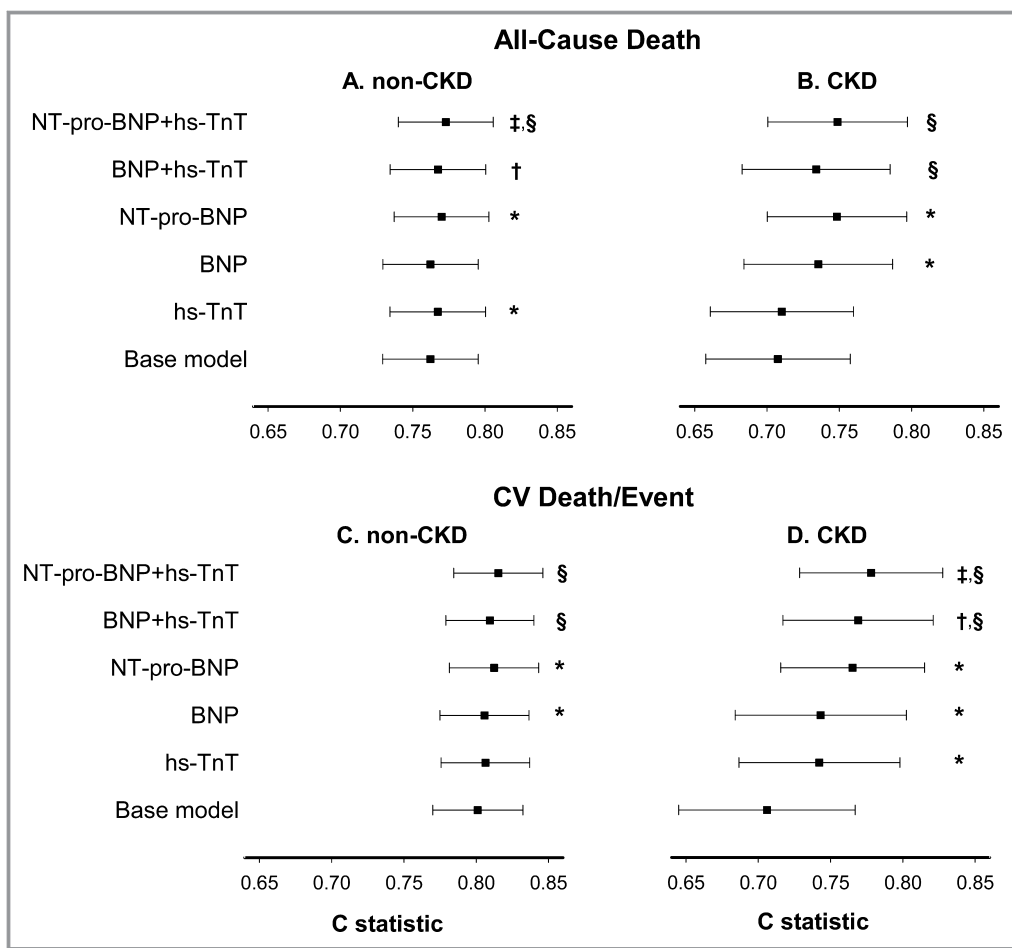 All-Cause Death
A. non-CKD B. CKD
NT-pro-BNP+hs-TnT ‡,§ §
BNP+hs-TnT † §
NT-pro-BNP * *
BNP *
hs-TnT *
Base model
0.65 0.70 0.75 0.80 0.85 0.65 0.70 0.75 0.80 0.85
CV Death/Event
C. non-CKD D. CKD
NT-pro-BNP+hs-TnT § ‡,§
BNP+hs-TnT § †,§
NT-pro-BNP * *
BNP * *
hs-TnT *
Base model
0.65 0.70 0.75 0.80 0.85 0.65 0.70 0.75 0.80 0.85
C statistic C statistic